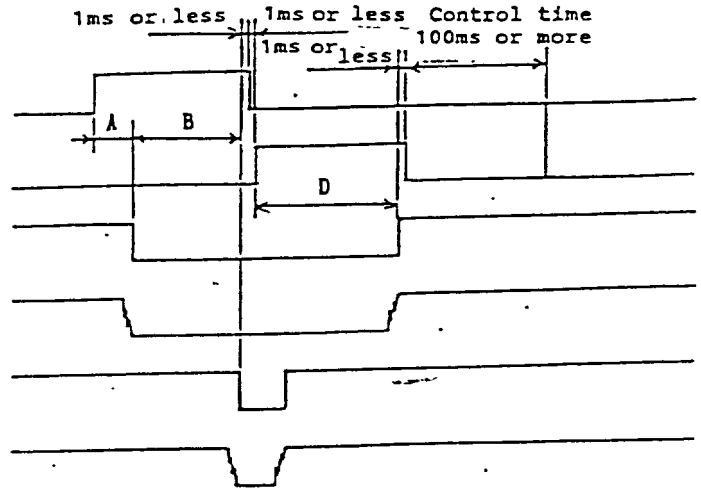 1ms or less 1ms or less Control time
1ms or 100ms or more
less
A B
D